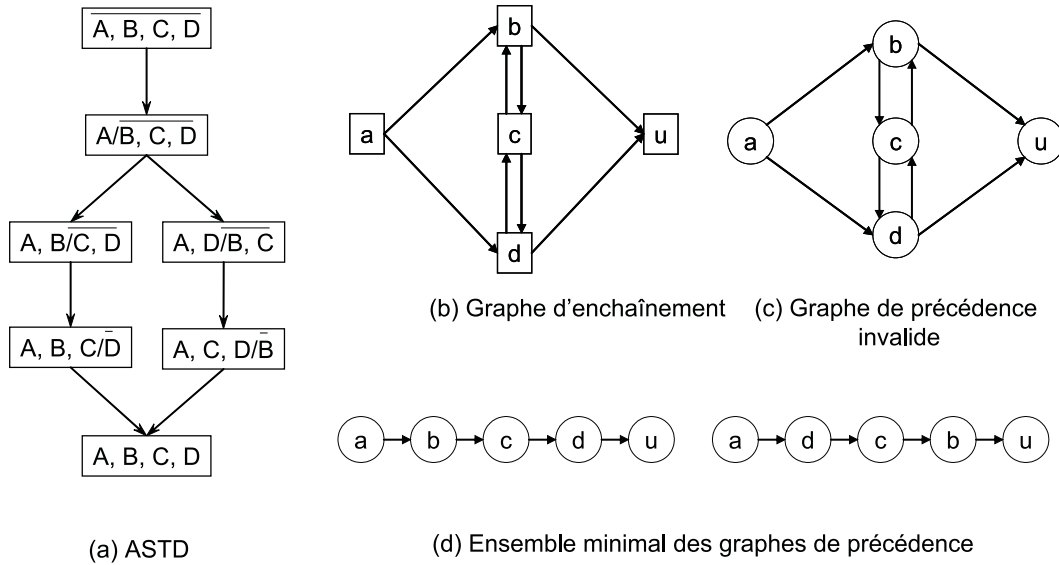 A, B, C, D
A/B, C, D
A, B/C, D
A, D/B, C
A, B, C/D
A, C, D/B
A, B, C, D
(a) ASTD
b
a
c
u
d
(b) Graphe d'enchaînement
b
a
c
u
d
(c) Graphe de précédence
invalide
a b c d u
a d c b u
(d) Ensemble minimal des graphes de précédence